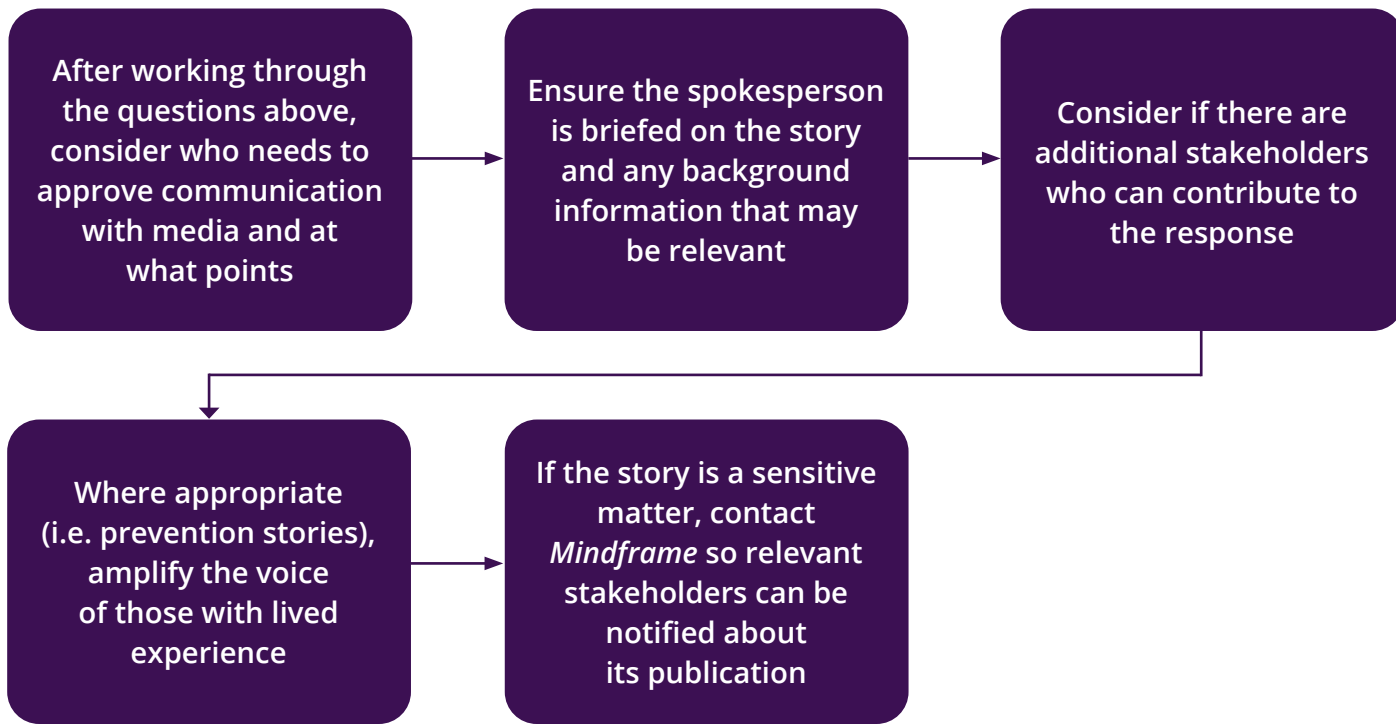 After working through
the questions above,
consider who needs to
approve communication
with media and at
what points
Ensure the spokesperson
is briefed on the story
and any background
information that may
be relevant
Consider if there are
additional stakeholders
who can contribute to
the response
Where appropriate
(i.e. prevention stories),
amplify the voice
of those with lived
experience
If the story is a sensitive
matter, contact
Mindframe so relevant
stakeholders can be
notified about
its publication